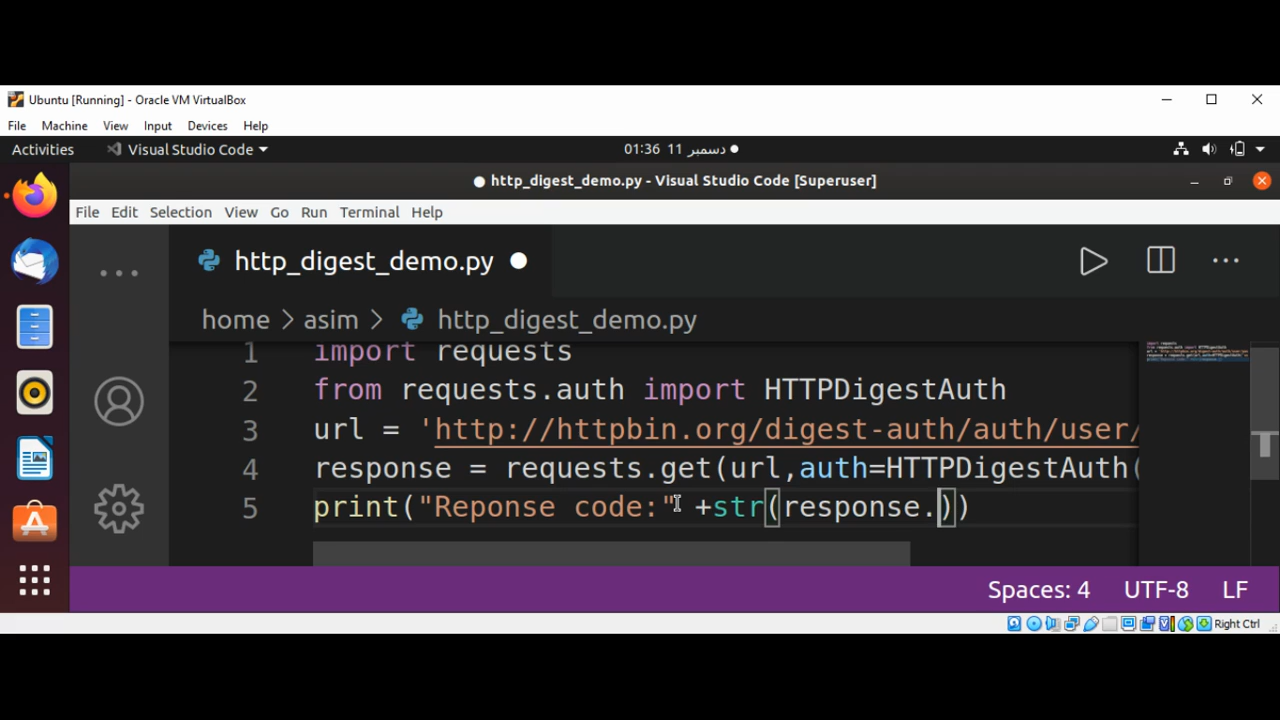 Ubuntu [Running] - Oracle VM VirtualBox
File Machine View Input Devices Help
Activities Visual Studio Code 01:36 11 دسمبر
http_digest_demo.py - Visual Studio Code [Superuser]
File Edit Selection View Go Run Terminal Help
http_digest_demo.py
home > asim > http_digest_demo.py
1 import requests
2 from requests.auth import HTTPDigestAuth
3 url = 'http://httpbin.org/digest-auth/auth/user/
4 response = requests.get(url,auth=HTTPDigestAuth(
5 print("Reponse code:" +str(response.))
Spaces: 4 UTF-8 LF
Right Ctrl